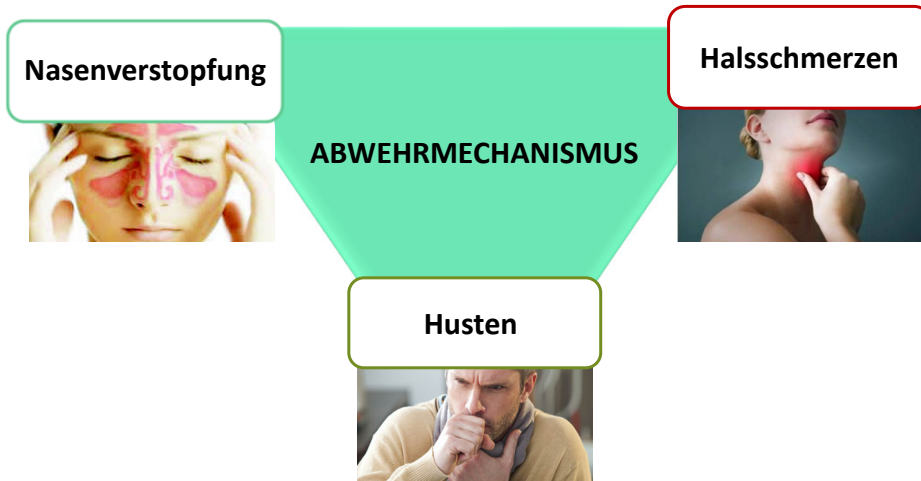 Nasenverstopfung
Halsschmerzen
ABWEHRMECHANISMUS
Husten